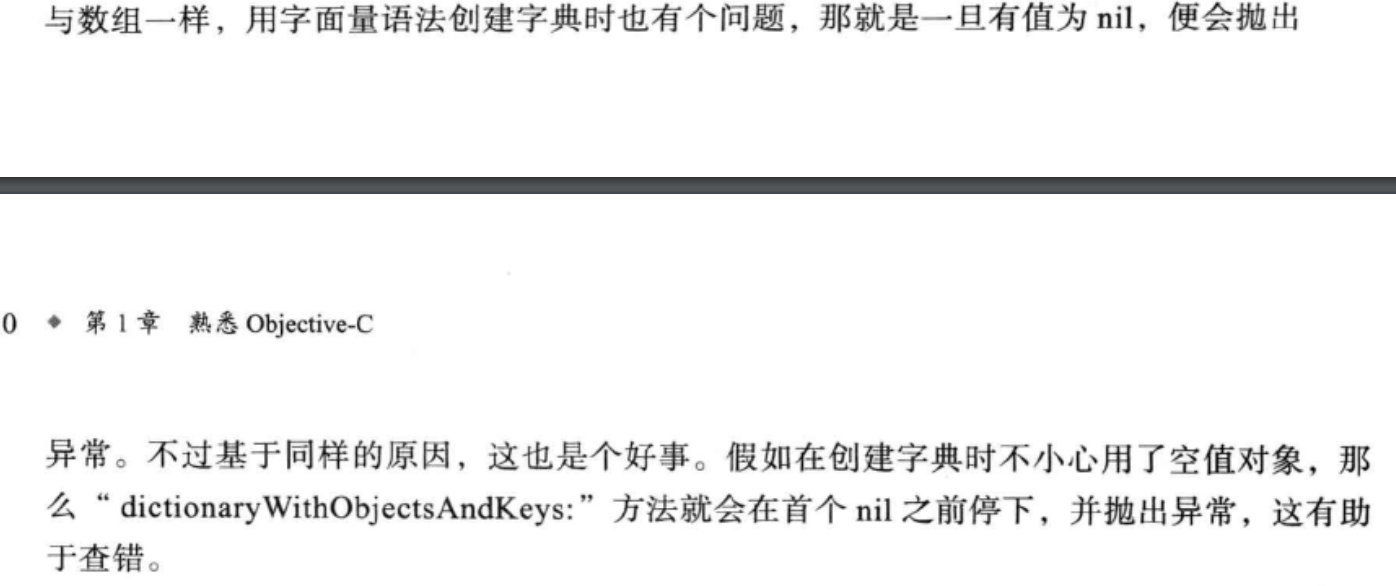 与数组一样，用字面量语法创建字典时也有个问题，那就是一旦有值为 nil，便会抛出
0 ◆ 第 1 章 熟悉 Objective-C
异常。不过基于同样的原因，这也是个好事。假如在创建字典时不小心用了空值对象，那
么“dictionaryWithObjectsAndKeys:”方法就会在首个 nil 之前停下，并抛出异常，这有助
于查错。